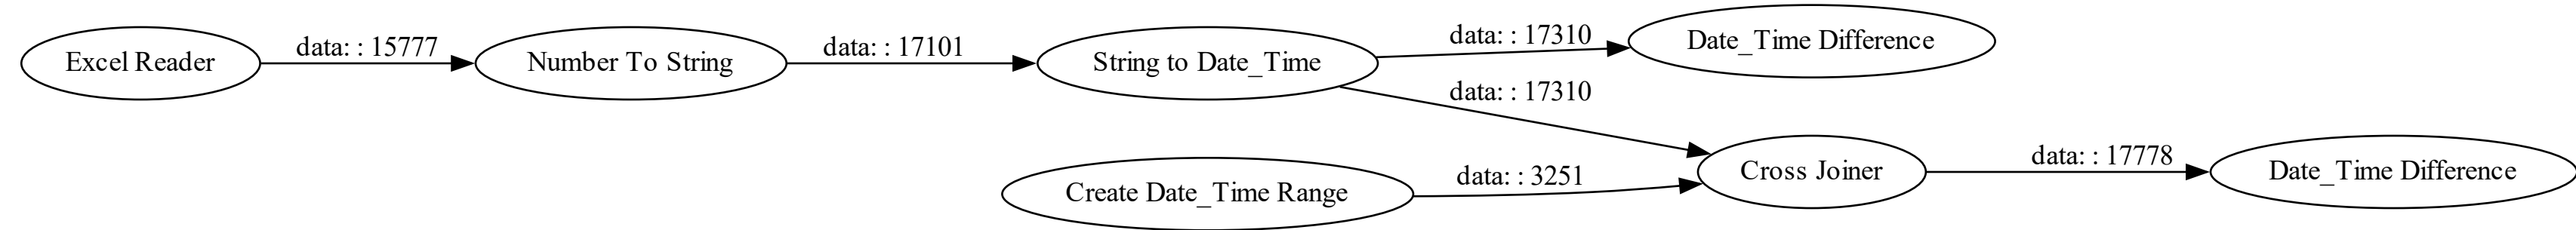 Excel Reader
data: : 15777
Number To String
data: : 17101
String to Date_Time
data: : 17310
Date_Time Difference
data: : 17310
Create Date_Time Range
data: : 3251
Cross Joiner
data: : 17778
Date_Time Difference